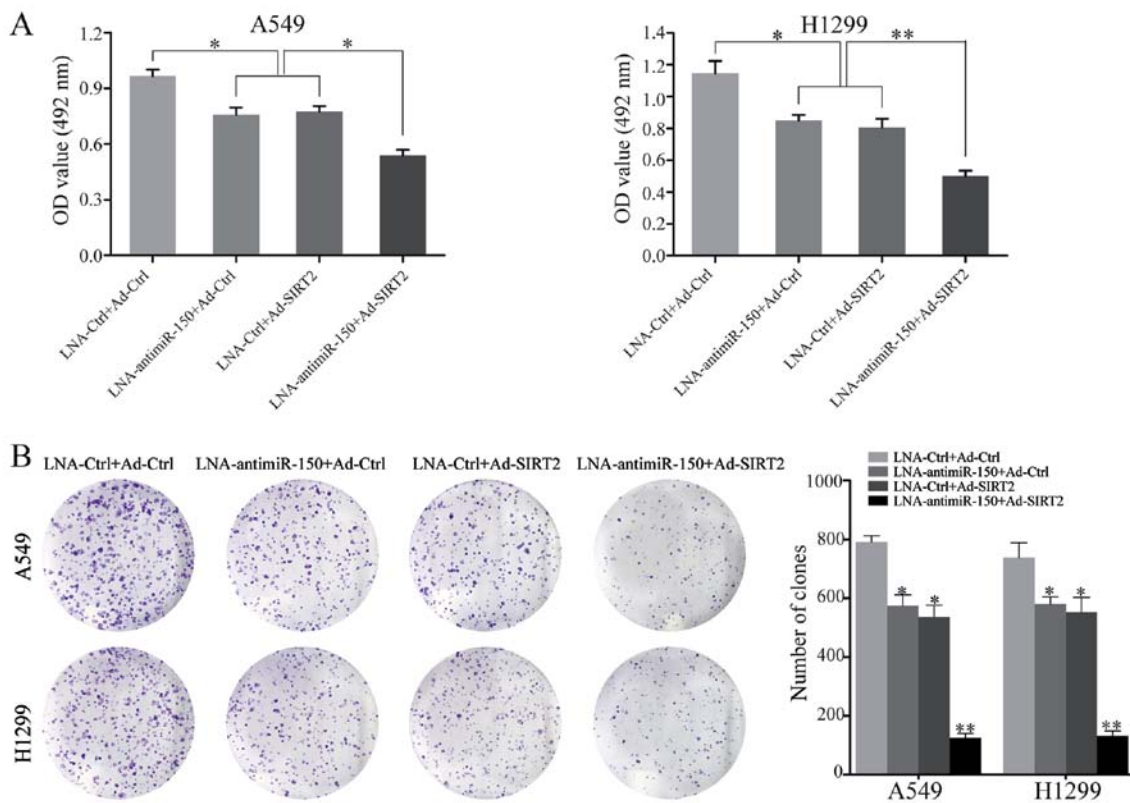 A
A549
OD value (492 nm)
1.2
0.9
0.6
0.3
0.0
*
*
LNA-Ctrl+Ad-Ctrl
LNA-antimiR-150+Ad-Ctrl
LNA-Ctrl+Ad-SIRT2
LNA-antimiR-150+Ad-SIRT2
H1299
OD value (492 nm)
1.4
1.2
1.0
0.8
0.6
0.4
0.2
0.0
*
**
LNA-Ctrl+Ad-Ctrl
LNA-antimiR-150+Ad-Ctrl
LNA-Ctrl+Ad-SIRT2
LNA-antimiR-150+Ad-SIRT2
B
LNA-Ctrl+Ad-Ctrl
LNA-antimiR-150+Ad-Ctrl
LNA-Ctrl+Ad-SIRT2
LNA-antimiR-150+Ad-SIRT2
A549
H1299
LNA-Ctrl+Ad-Ctrl
LNA-antimiR-150+Ad-Ctrl
LNA-Ctrl+Ad-SIRT2
LNA-antimiR-150+Ad-SIRT2
Number of clones
1000
800
600
400
200
0
*
*
**
*
*
**
A549
H1299